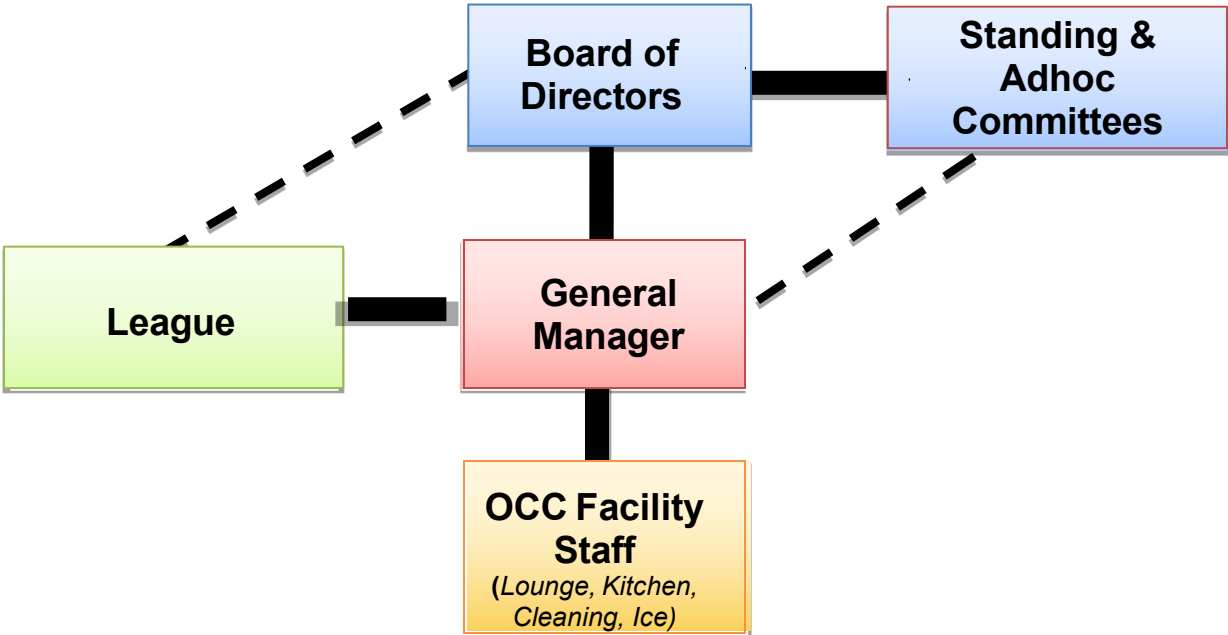 Board of
Directors
Standing &
Adhoc
Committees
League
General
Manager
OCC Facility
Staff
(Lounge, Kitchen,
Cleaning, Ice)